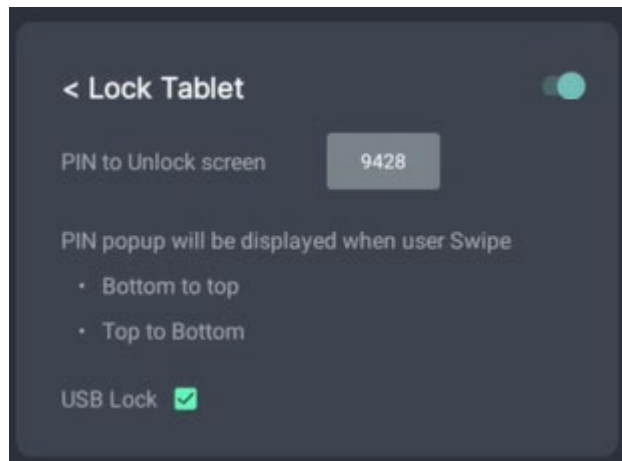 < Lock Tablet
PIN to Unlock screen 9428
PIN popup will be displayed when user Swipe
• Bottom to top
• Top to Bottom
USB Lock